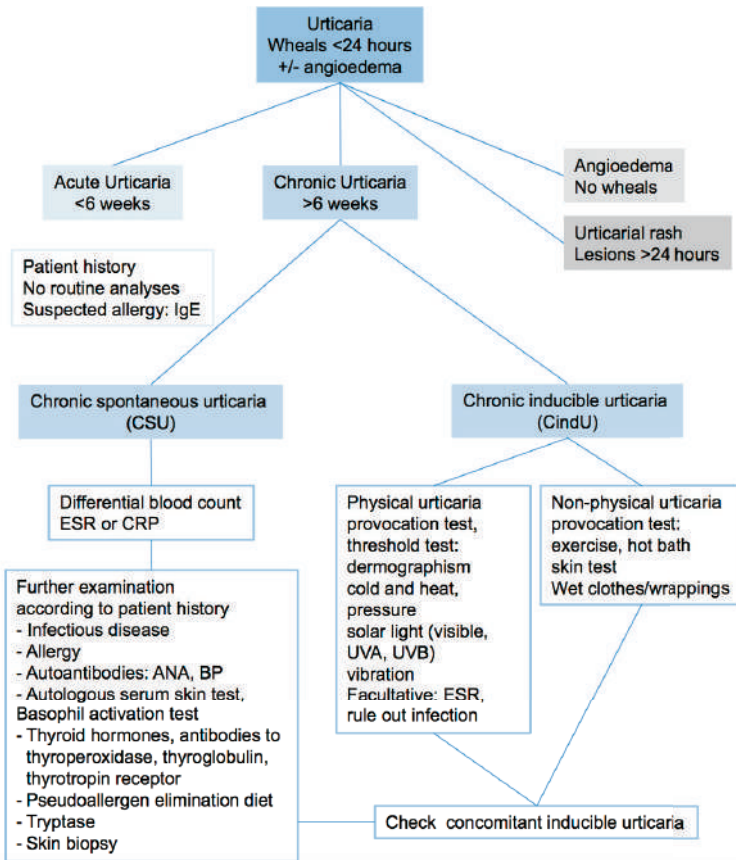 Urticaria
Wheals <24 hours
+/- angioedema
Acute Urticaria
<6 weeks
Chronic Urticaria
>6 weeks
Angioedema
No wheals
Urticarial rash
Lesions >24 hours
Patient history
No routine analyses
Suspected allergy: IgE
Chronic spontaneous urticaria
(CSU)
Chronic inducible urticaria
(CindU)
Differential blood count
ESR or CRP
Physical urticaria
provocation test,
threshold test:
dermographism
cold and heat,
pressure
solar light (visible,
UVA, UVB)
vibration
Facultative: ESR,
rule out infection
Non-physical urticaria
provocation test:
exercise, hot bath
skin test
Wet clothes/wrappings
Further examination
according to patient history
- Infectious disease
- Allergy
- Autoantibodies: ANA, BP
- Autologous serum skin test,
Basophil activation test
- Thyroid hormones, antibodies to
thyroperoxidase, thyroglobulin,
thyrotropin receptor
- Pseudoallergen elimination diet
- Tryptase
- Skin biopsy
Check concomitant inducible urticaria